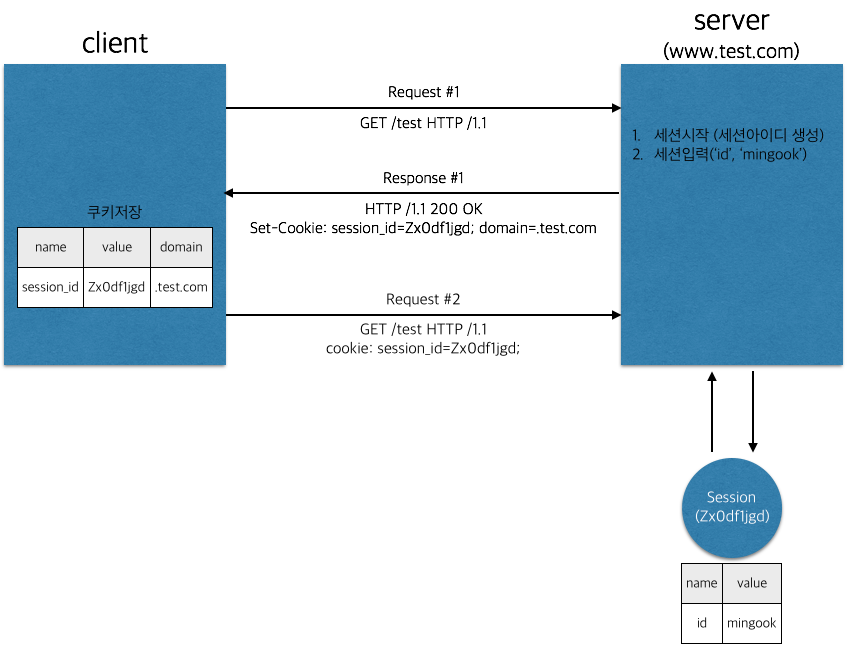 client
server
(www.test.com)
Request #1
GET /test HTTP /1.1
1. 세션시작 (세션아이디 생성)
2. 세션입력('id', 'mingook')
Response #1
HTTP /1.1 200 OK
Set-Cookie: session_id=Zx0df1jgd; domain=.test.com
쿠키저장
name value domain
session_id Zx0df1jgd .test.com
Request #2
GET /test HTTP /1.1
cookie: session_id=Zx0df1jgd;
Session
(Zx0df1jgd)
name value
id mingook